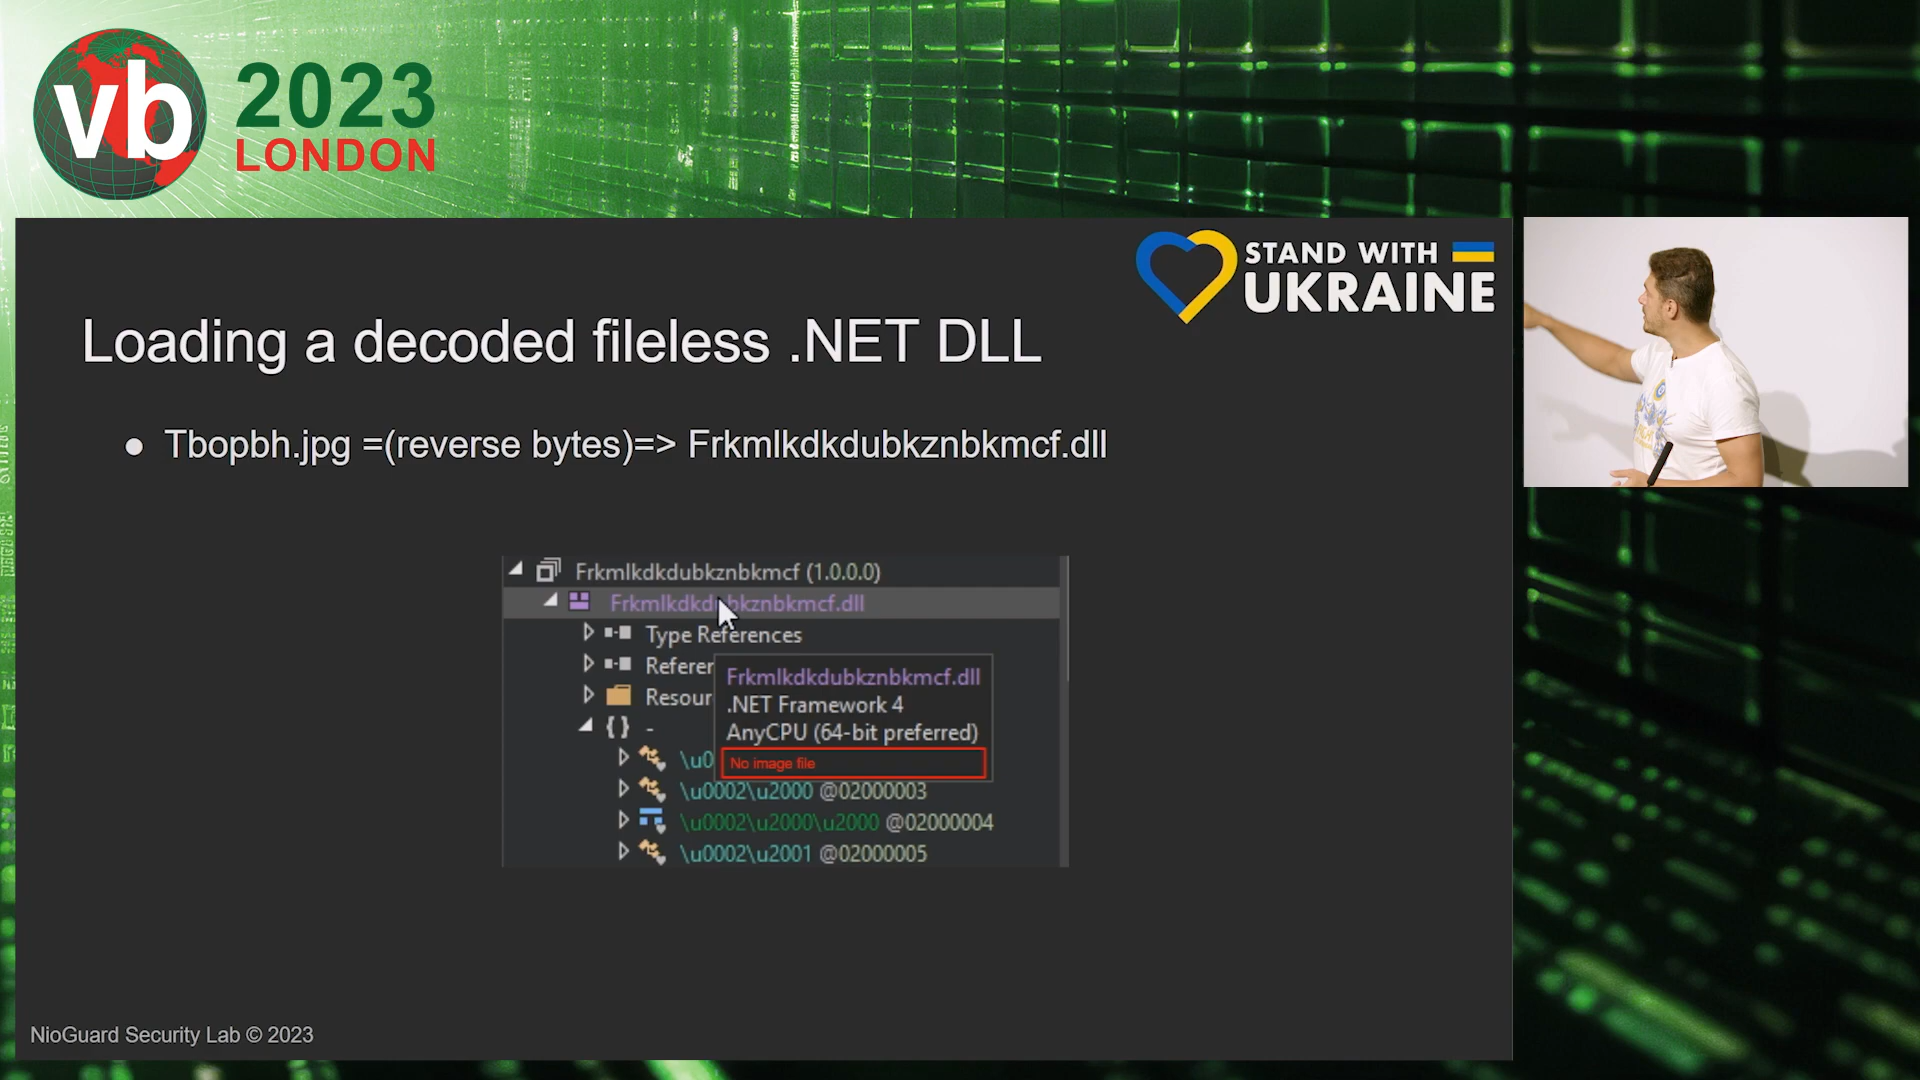 vb
2023
LONDON
STAND WITH
UKRAINE
Loading a decoded fileless .NET DLL
● Tbopbh.jpg =(reverse bytes)=> Frkmlkdkdubkznbkmcf.dll
Frkmlkdkdubkznbkmcf (1.0.0.0)
Frkmlkdkdubkznbkmcf.dll
Type References
Referer
Frkmlkdkdubkznbkmcf.dll
Resour
.NET Framework 4
{ } -
AnyCPU (64-bit preferred)
\u0
No image file
\u0002\u2000 @02000003
\u0002\u2000\u2000 @02000004
\u0002\u2001 @02000005
NioGuard Security Lab © 2023